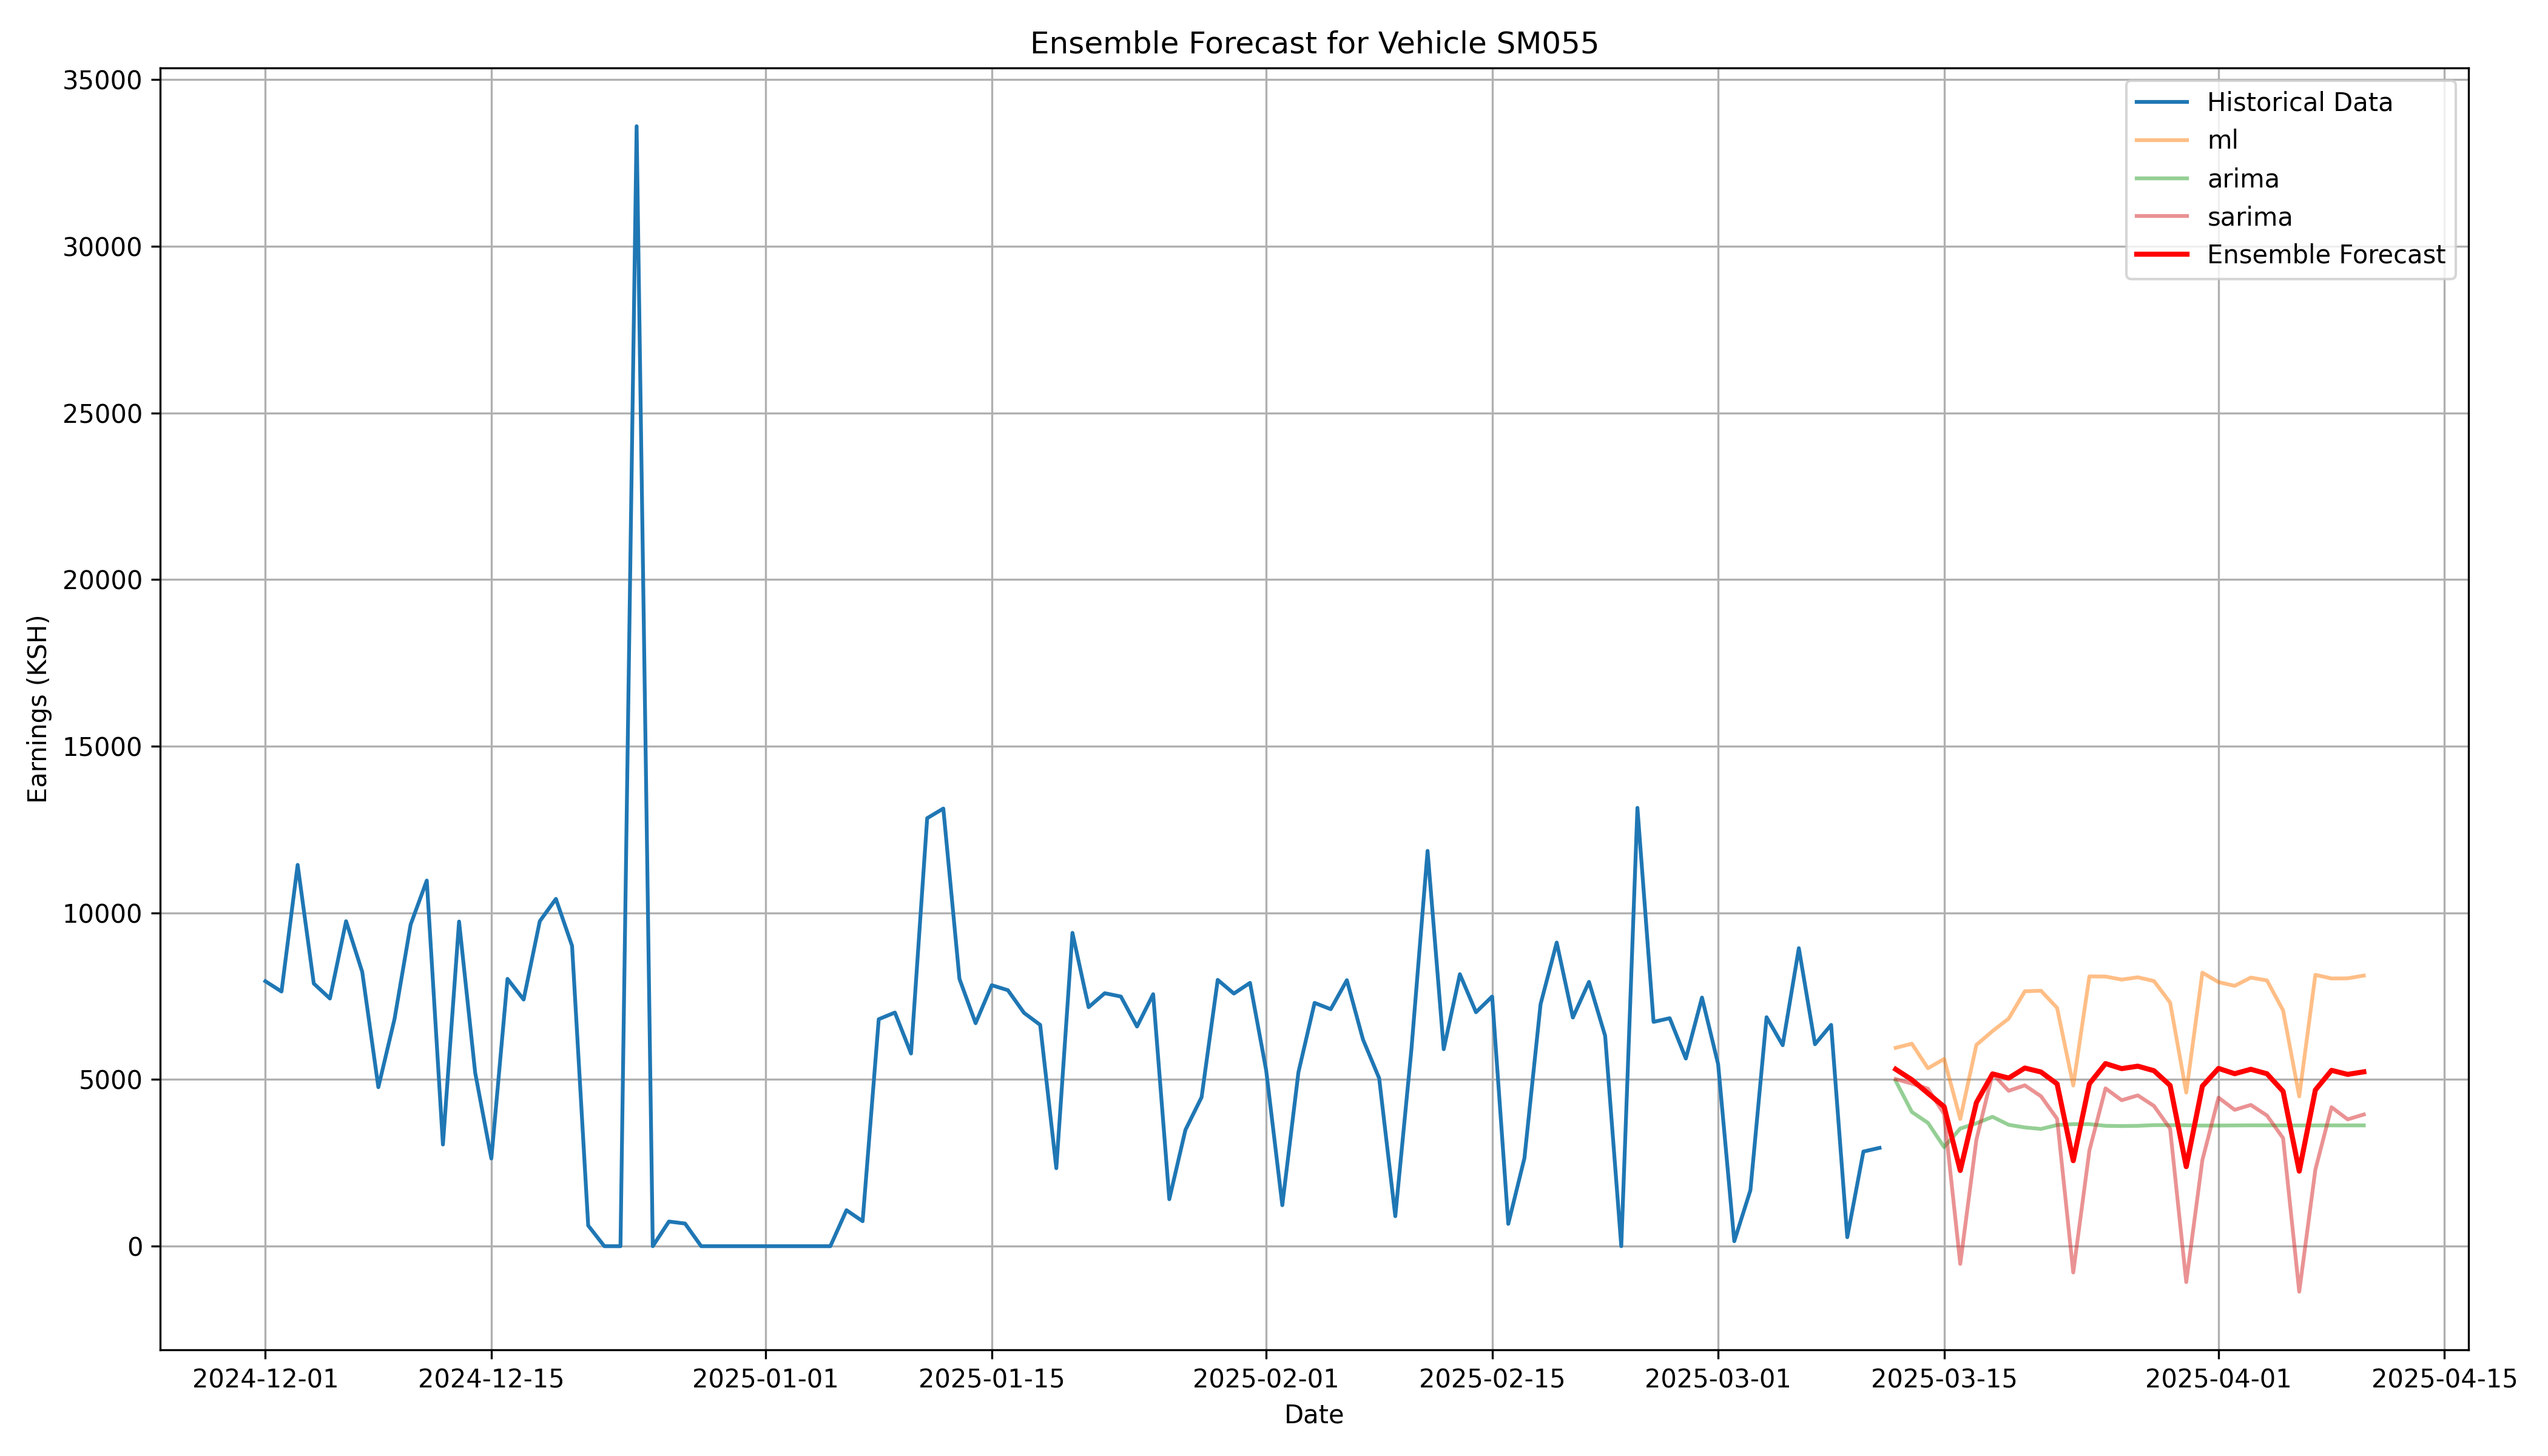 Ensemble Forecast for Vehicle SM055
35000
30000
25000
20000
15000
10000
5000
0
Earnings (KSH)
Historical Data
ml
arima
sarima
Ensemble Forecast
2024-12-01
2024-12-15
2025-01-01
2025-01-15
2025-02-01
2025-02-15
2025-03-01
2025-03-15
2025-04-01
2025-04-15
Date